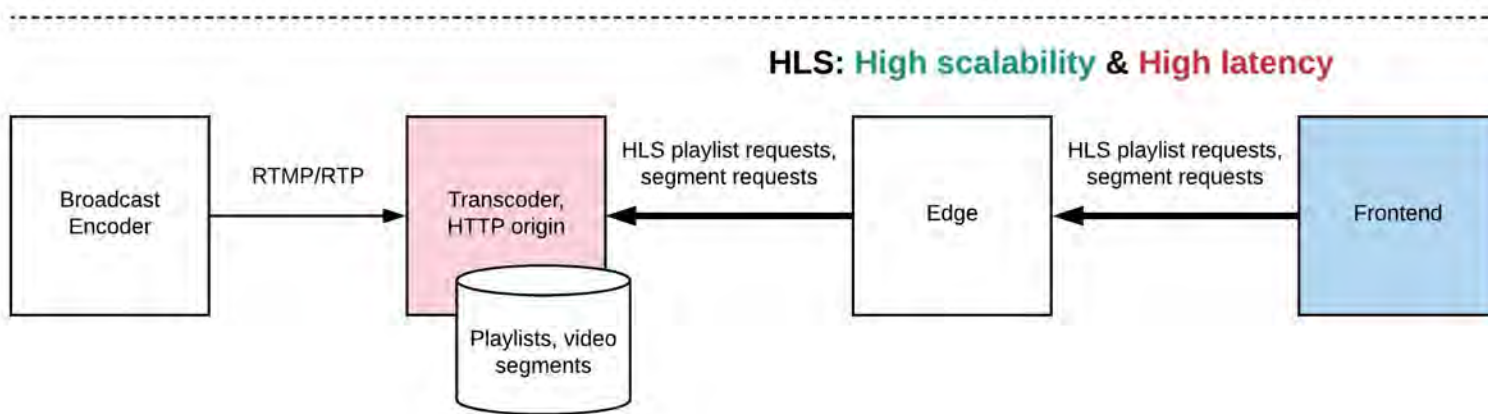 HLS: High scalability & High latency
Broadcast
Encoder
RTMP/RTP
Transcoder,
HTTP origin
Playlists, video
segments
HLS playlist requests,
segment requests
Edge
HLS playlist requests,
segment requests
Frontend